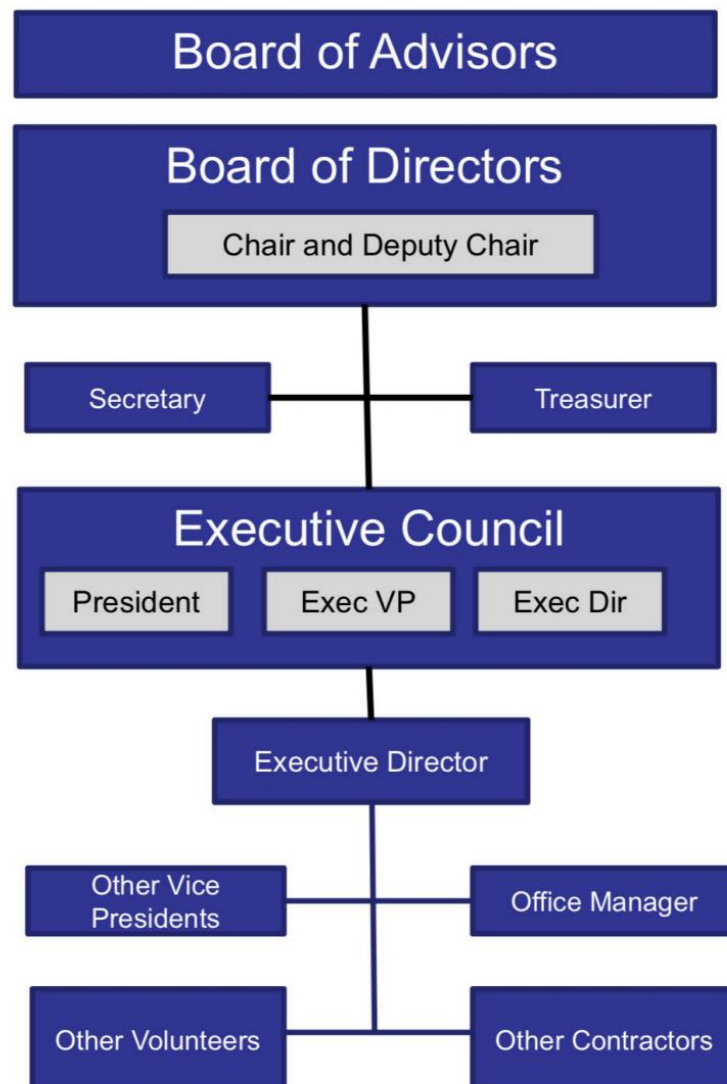 Board of Advisors
Board of Directors
Chair and Deputy Chair
Secretary
Treasurer
Executive Council
President
Exec VP
Exec Dir
Executive Director
Other Vice
Presidents
Office Manager
Other Volunteers
Other Contractors